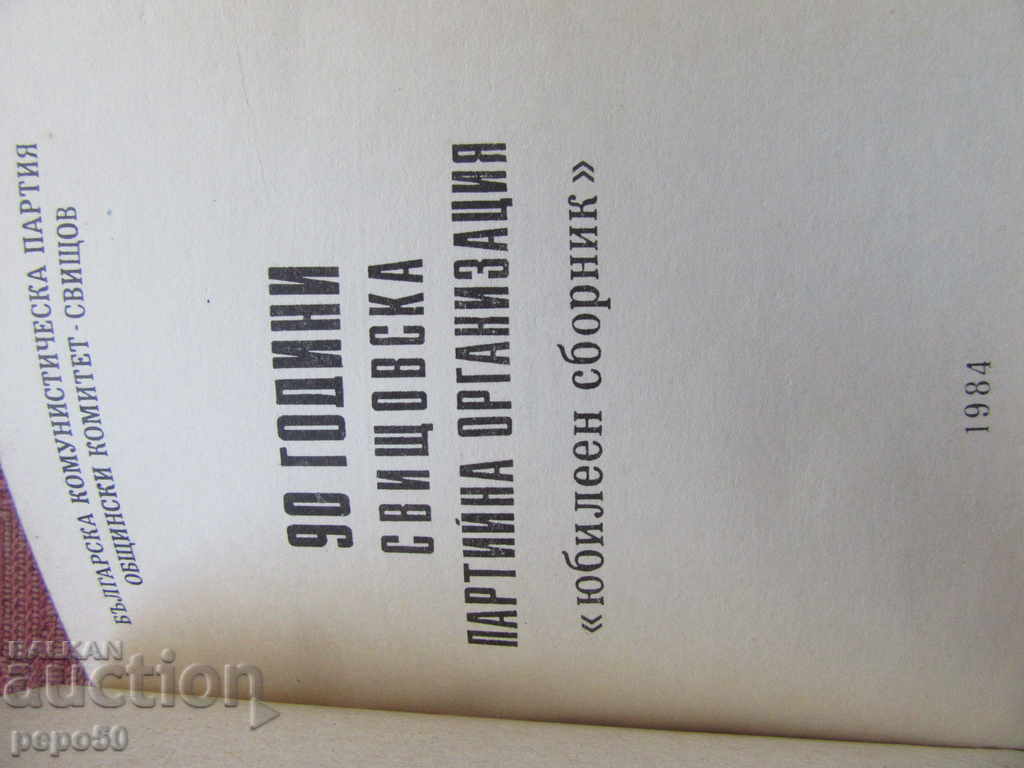 БЪЛГАРСКА КОМУНИСТИЧЕСКА ПАРТИЯ
ОБЩИНСКИ КОМИТЕТ - СВИЩОВ
90 ГОДИНИ
СВИЩОВСКА
ПАРТИЙНА ОРГАНИЗАЦИЯ
«юбилеен сборник»
1984
BALKAN
auction
pepo50